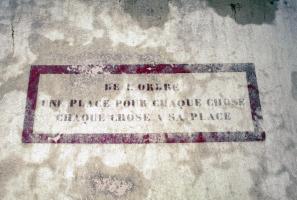 DE L'ORDRE
UNE PLACE POUR CHAQUE CHOSE
CHAQUE CHOSE A SA PLACE